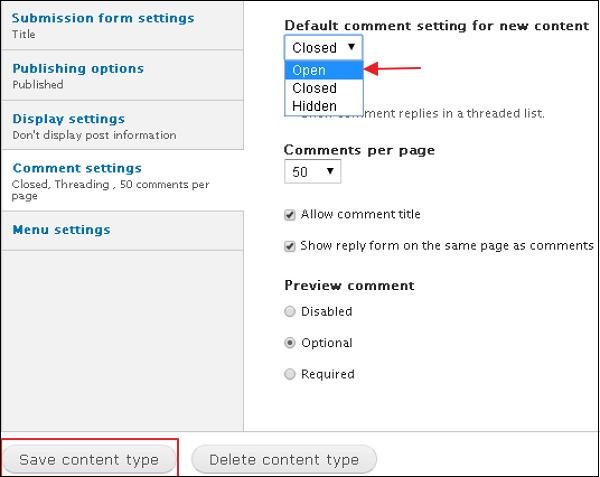 Submission form settings
Title
Publishing options
Published
Display settings
Don't display post information
Comment settings
Closed, Threading , 50 comments per
page
Menu settings
Default comment setting for new content
Closed
Open
Closed
Hidden
comment replies in a threaded list.
Comments per page
50
Allow comment title
Show reply form on the same page as comments
Preview comment
Disabled
Optional
Required
Save content type
Delete content type